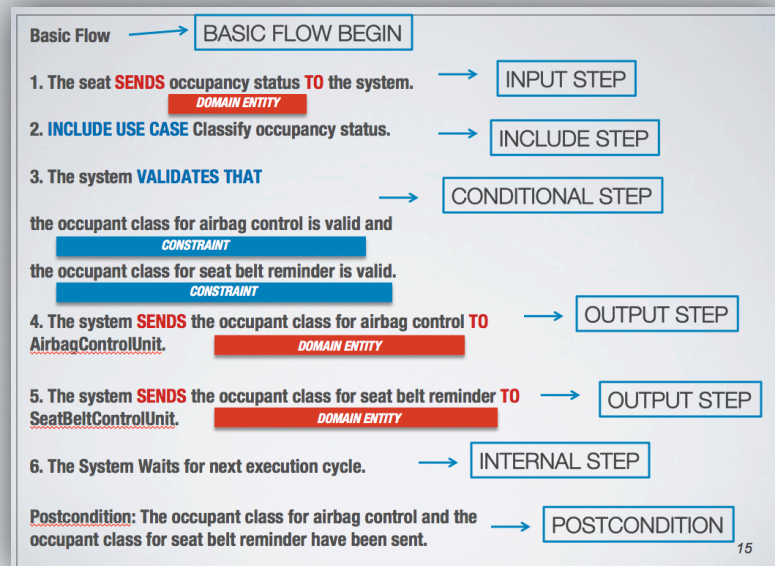 Basic Flow
BASIC FLOW BEGIN
1. The seat SENDS occupancy status TO the system.
INPUT STEP
DOMAIN ENTITY
2. INCLUDE USE CASE Classify occupancy status.
INCLUDE STEP
3. The system VALIDATES THAT
CONDITIONAL STEP
the occupant class for airbag control is valid and
CONSTRAINT
the occupant class for seat belt reminder is valid.
CONSTRAINT
4. The system SENDS the occupant class for airbag control TO
AirbagControlUnit.
DOMAIN ENTITY
OUTPUT STEP
5. The system SENDS the occupant class for seat belt reminder TO
SeatBeltControlUnit.
DOMAIN ENTITY
OUTPUT STEP
6. The System Waits for next execution cycle.
INTERNAL STEP
Postcondition: The occupant class for airbag control and the
occupant class for seat belt reminder have been sent.
POSTCONDITION
15